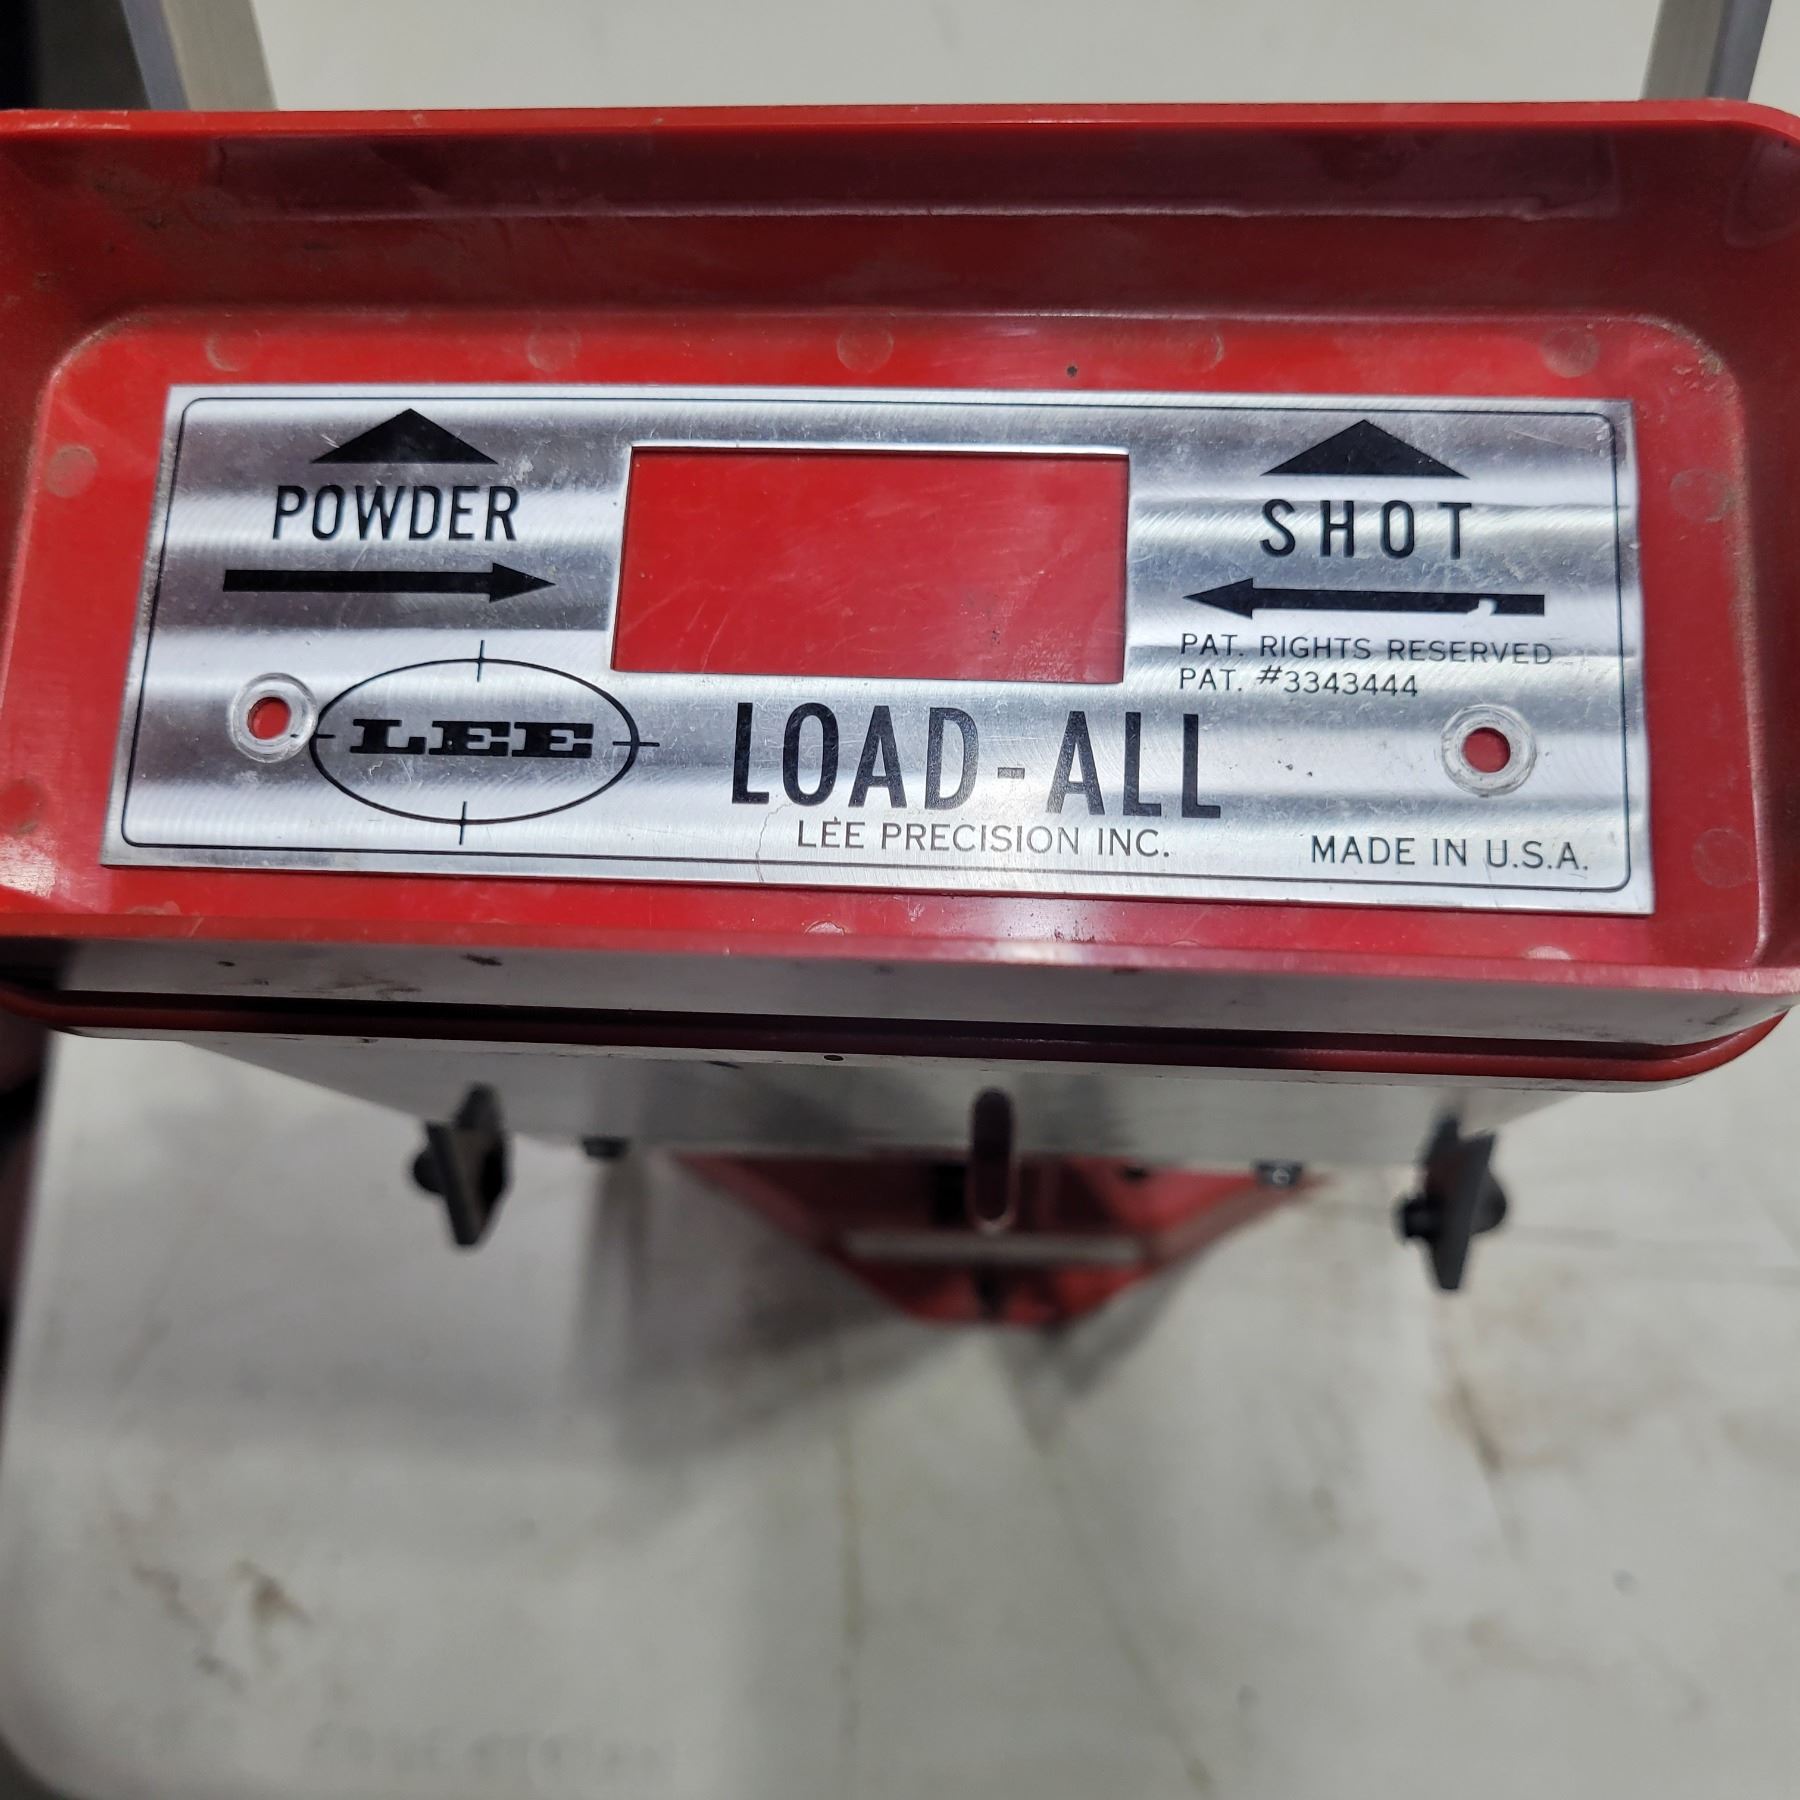 POWDER
SHOT
PAT. RIGHTS RESERVED
PAT. #3343444
LEE
LOAD-ALL
LEE PRECISION INC.
MADE IN U.S.A.